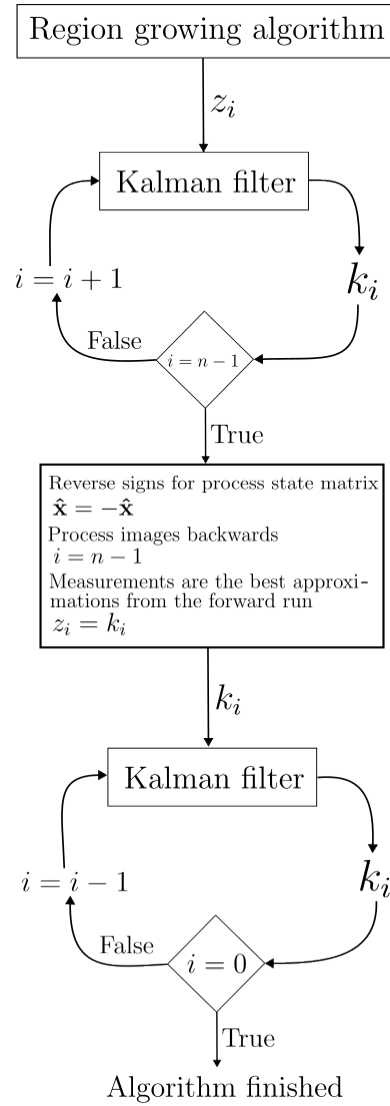 Region growing algorithm
z_i
Kalman filter
i = i + 1
k_i
False
i = n − 1
True
Reverse signs for process state matrix
x̂ = −x̂
Process images backwards
i = n − 1
Measurements are the best approxi-
mations from the forward run
z_i = k_i
k_i
Kalman filter
i = i − 1
k_i
False
i = 0
True
Algorithm finished